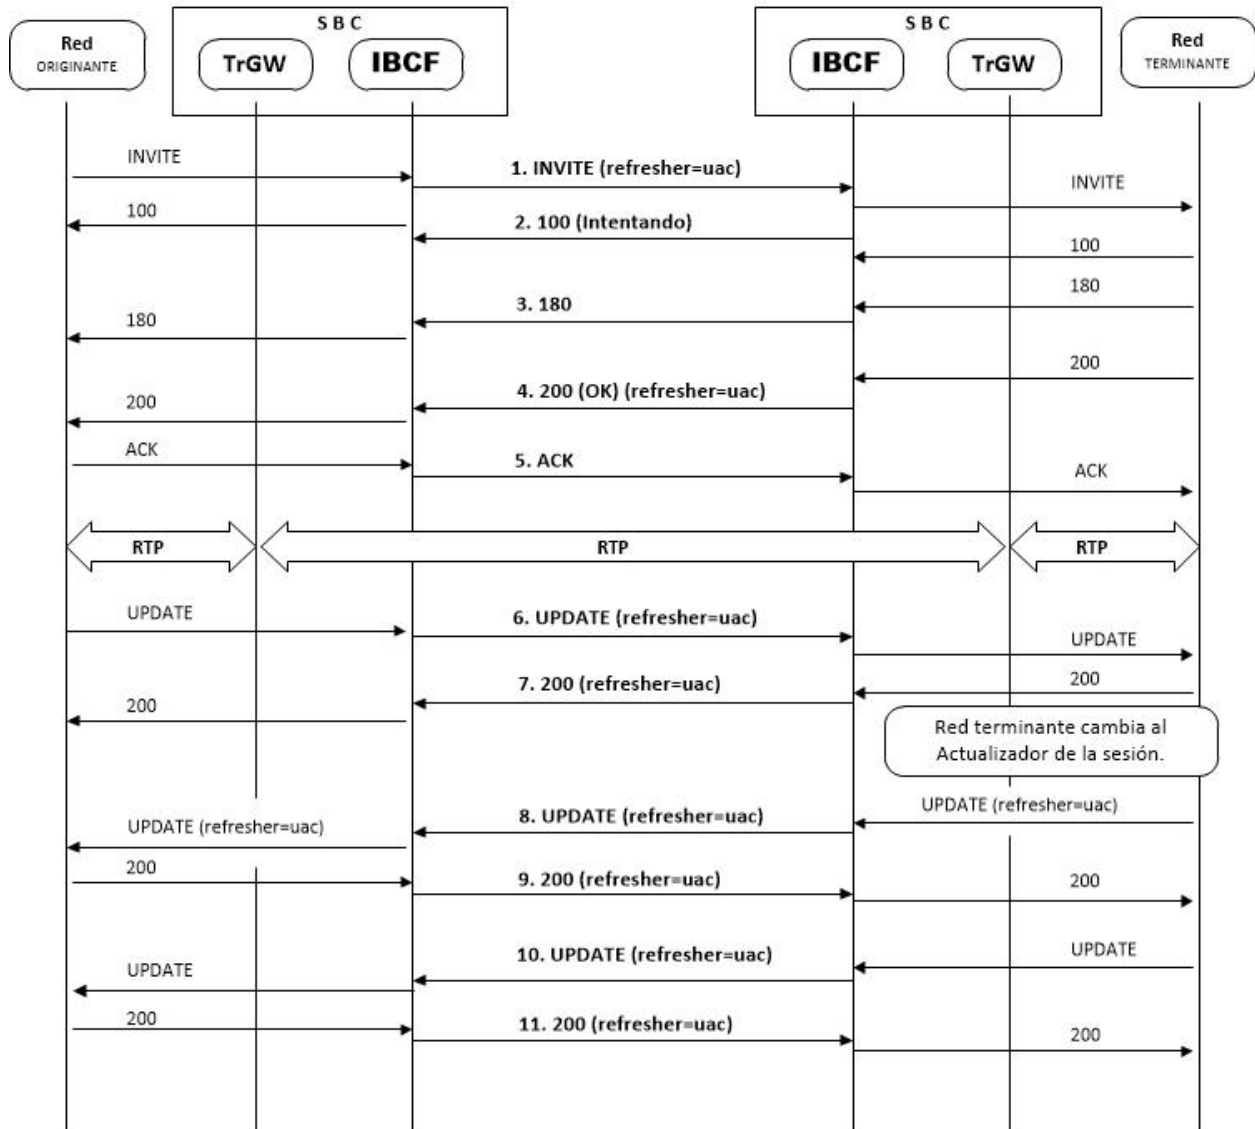 S B C
S B C
Red
ORIGINANTE
TrGW
IBCF
IBCF
TrGW
Red
TERMINANTE
INVITE
1. INVITE (refresher=uac)
INVITE
100
2. 100 (Intentando)
100
180
3. 180
180
200
4. 200 (OK) (refresher=uac)
200
ACK
5. ACK
ACK
RTP
RTP
RTP
UPDATE
6. UPDATE (refresher=uac)
UPDATE
200
7. 200 (refresher=uac)
200
Red terminante cambia al
Actualizador de la sesión.
UPDATE (refresher=uac)
8. UPDATE (refresher=uac)
UPDATE (refresher=uac)
200
9. 200 (refresher=uac)
200
UPDATE
10. UPDATE (refresher=uac)
UPDATE
200
11. 200 (refresher=uac)
200